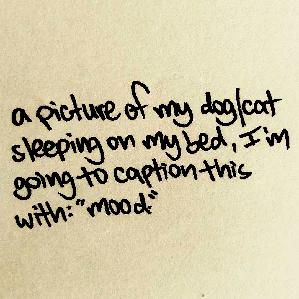 a picture of my dog/cat
sleeping on my bed, I'm
going to caption this
with: "mood."